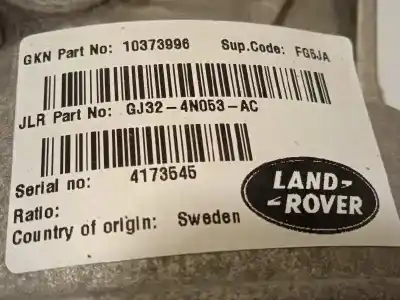 GKN Part No: 10373996 Sup.Code: FG5JA
JLR Part No: GJ32-4N053-AC
Serial no: 4173545
Ratio:
Country of origin: Sweden
LAND-
-ROVER